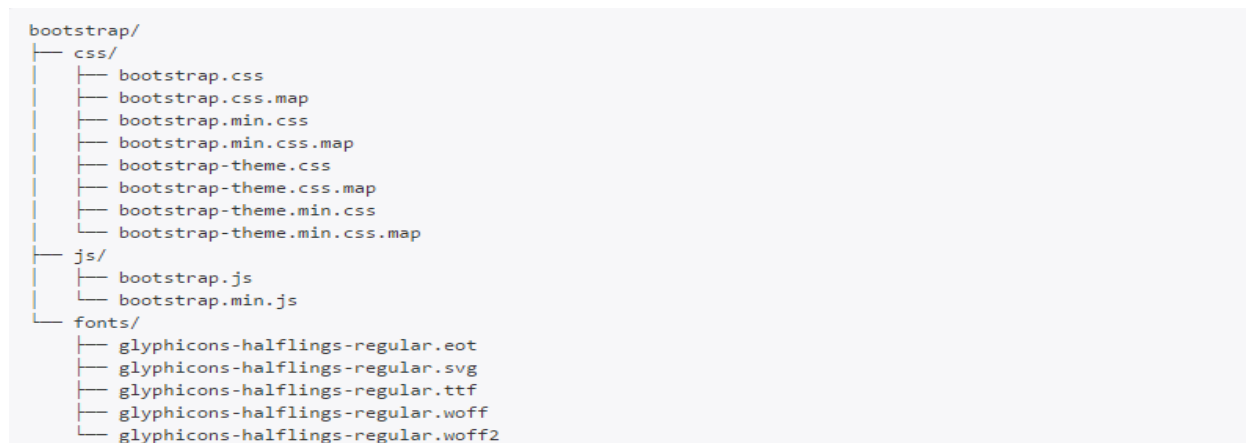 bootstrap/
├── css/
│   ├── bootstrap.css
│   ├── bootstrap.css.map
│   ├── bootstrap.min.css
│   ├── bootstrap.min.css.map
│   ├── bootstrap-theme.css
│   ├── bootstrap-theme.css.map
│   ├── bootstrap-theme.min.css
│   └── bootstrap-theme.min.css.map
├── js/
│   ├── bootstrap.js
│   └── bootstrap.min.js
└── fonts/
    ├── glyphicons-halflings-regular.eot
    ├── glyphicons-halflings-regular.svg
    ├── glyphicons-halflings-regular.ttf
    ├── glyphicons-halflings-regular.woff
    └── glyphicons-halflings-regular.woff2